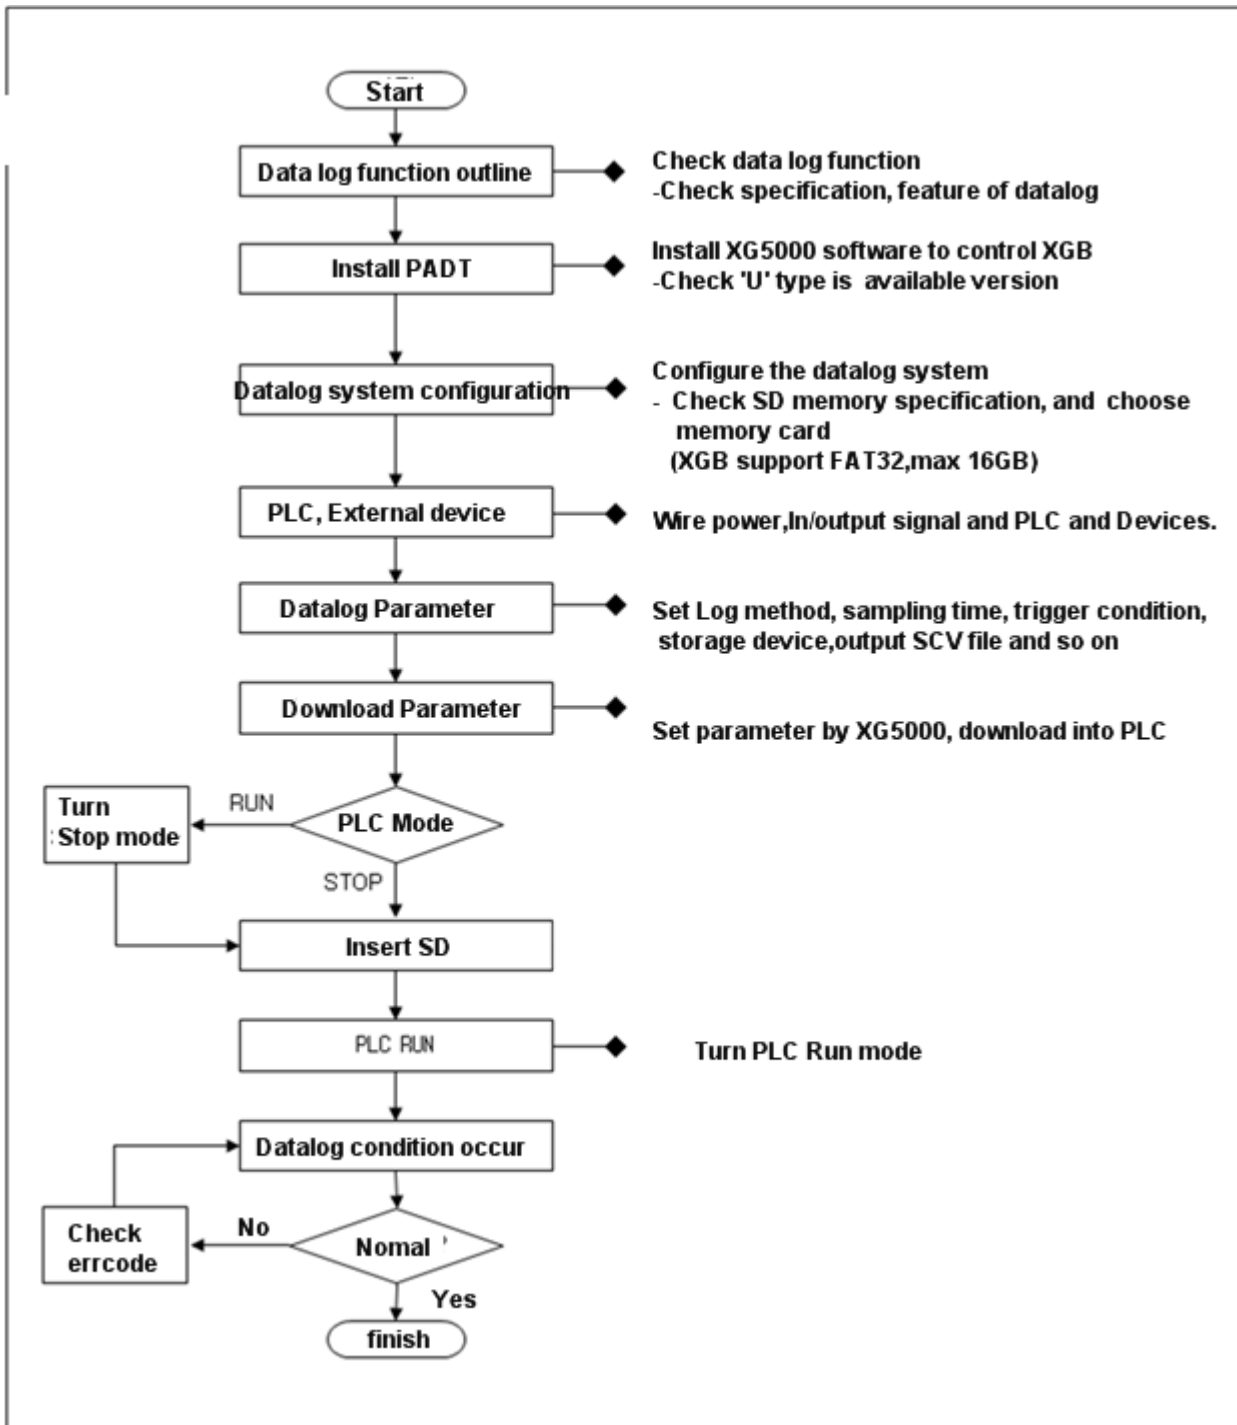 Start
Data log function outline
Check data log function
-Check specification, feature of datalog
Install PADT
Install XG5000 software to control XGB
-Check 'U' type is available version
Datalog system configuration
Configure the datalog system
- Check SD memory specification, and choose
memory card
(XGB support FAT32,max 16GB)
PLC, External device
Wire power,In/output signal and PLC and Devices.
Datalog Parameter
Set Log method, sampling time, trigger condition,
storage device,output SCV file and so on
Download Parameter
Set parameter by XG5000, download into PLC
Turn
Stop mode
RUN
PLC Mode
STOP
Insert SD
PLC RUN
Turn PLC Run mode
Datalog condition occur
Check
errcode
No
Nomal
Yes
finish